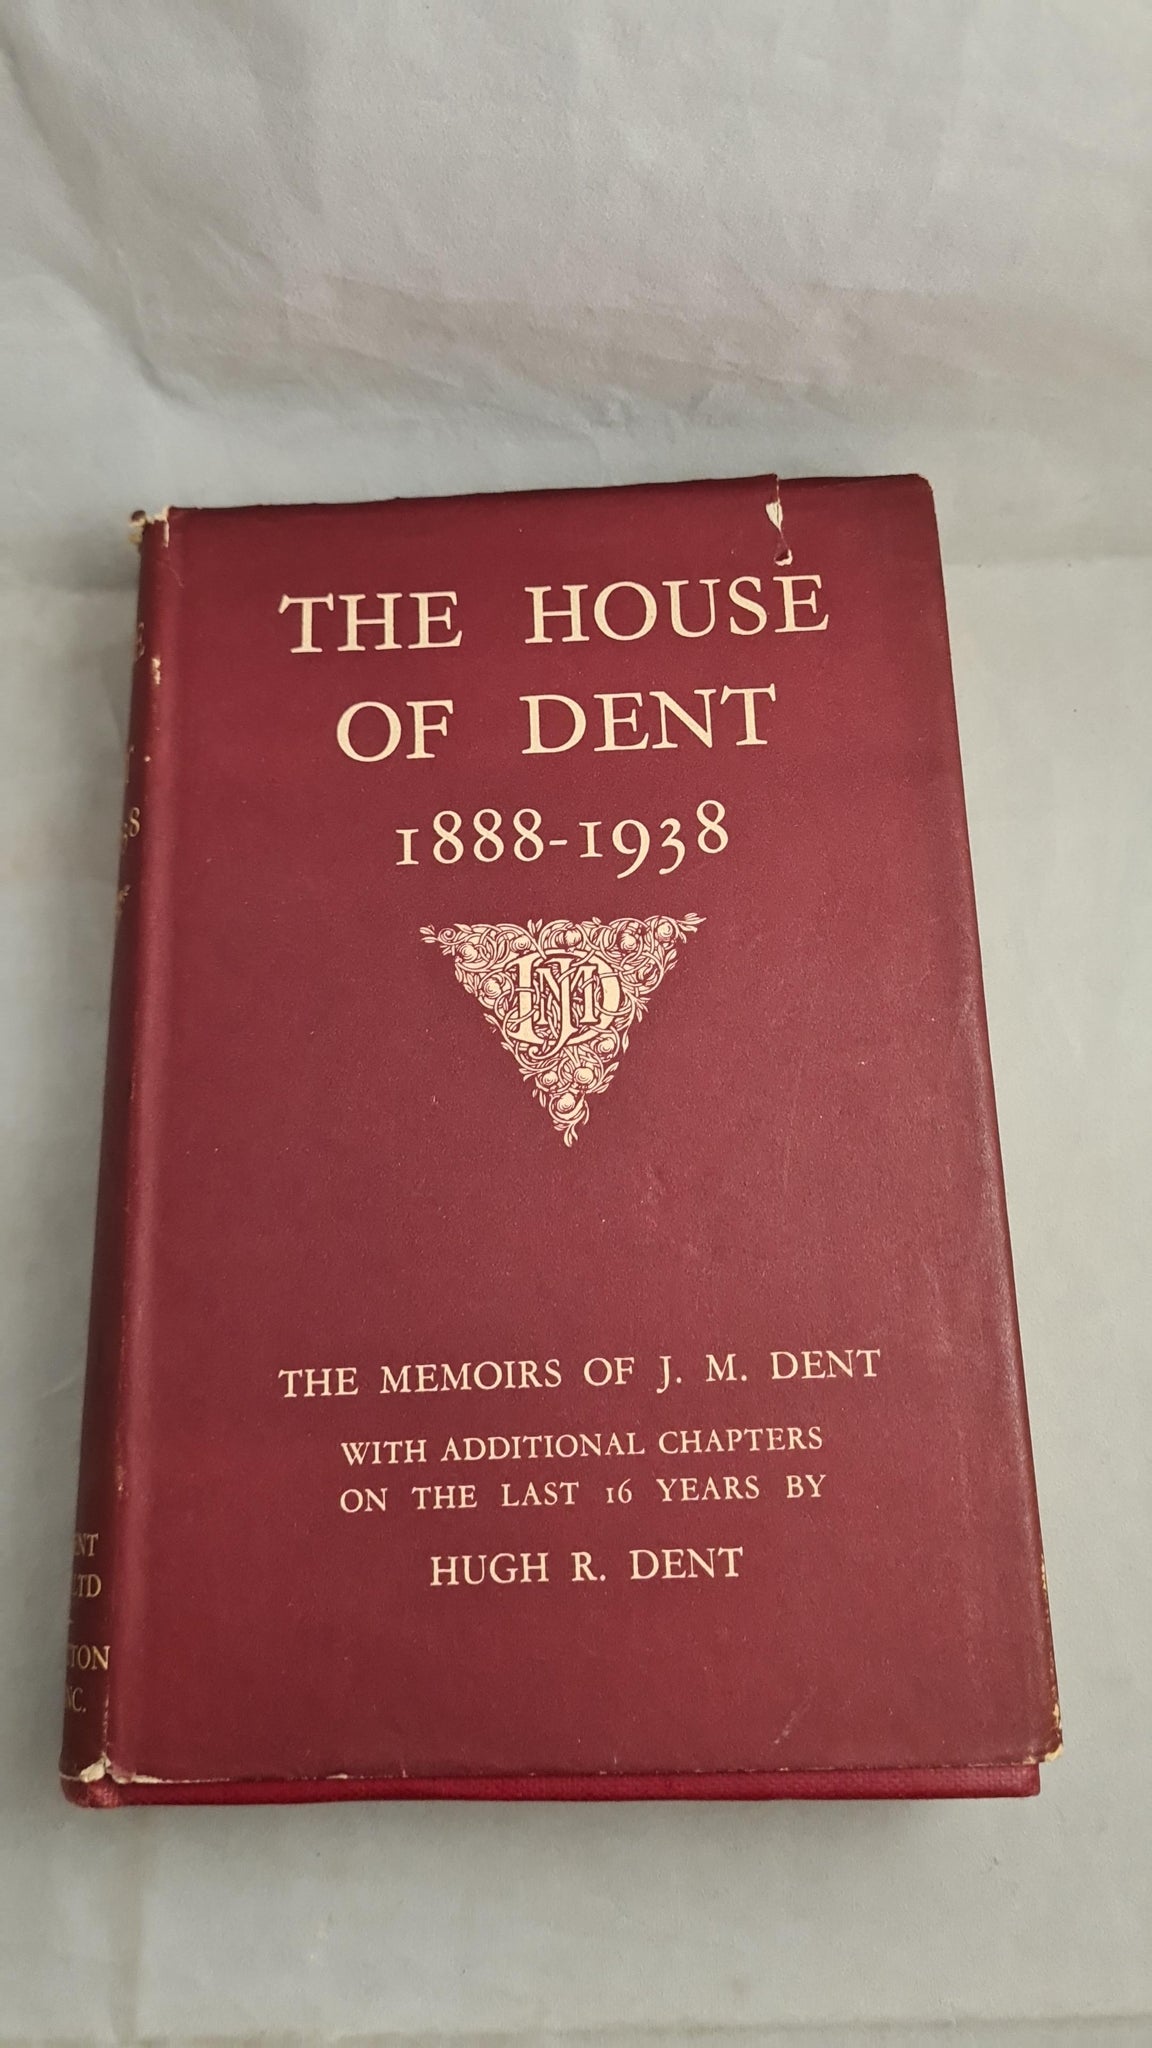 THE HOUSE
OF DENT
1888-1938
JMD
THE MEMOIRS OF J. M. DENT
WITH ADDITIONAL CHAPTERS
ON THE LAST 16 YEARS BY
HUGH R. DENT